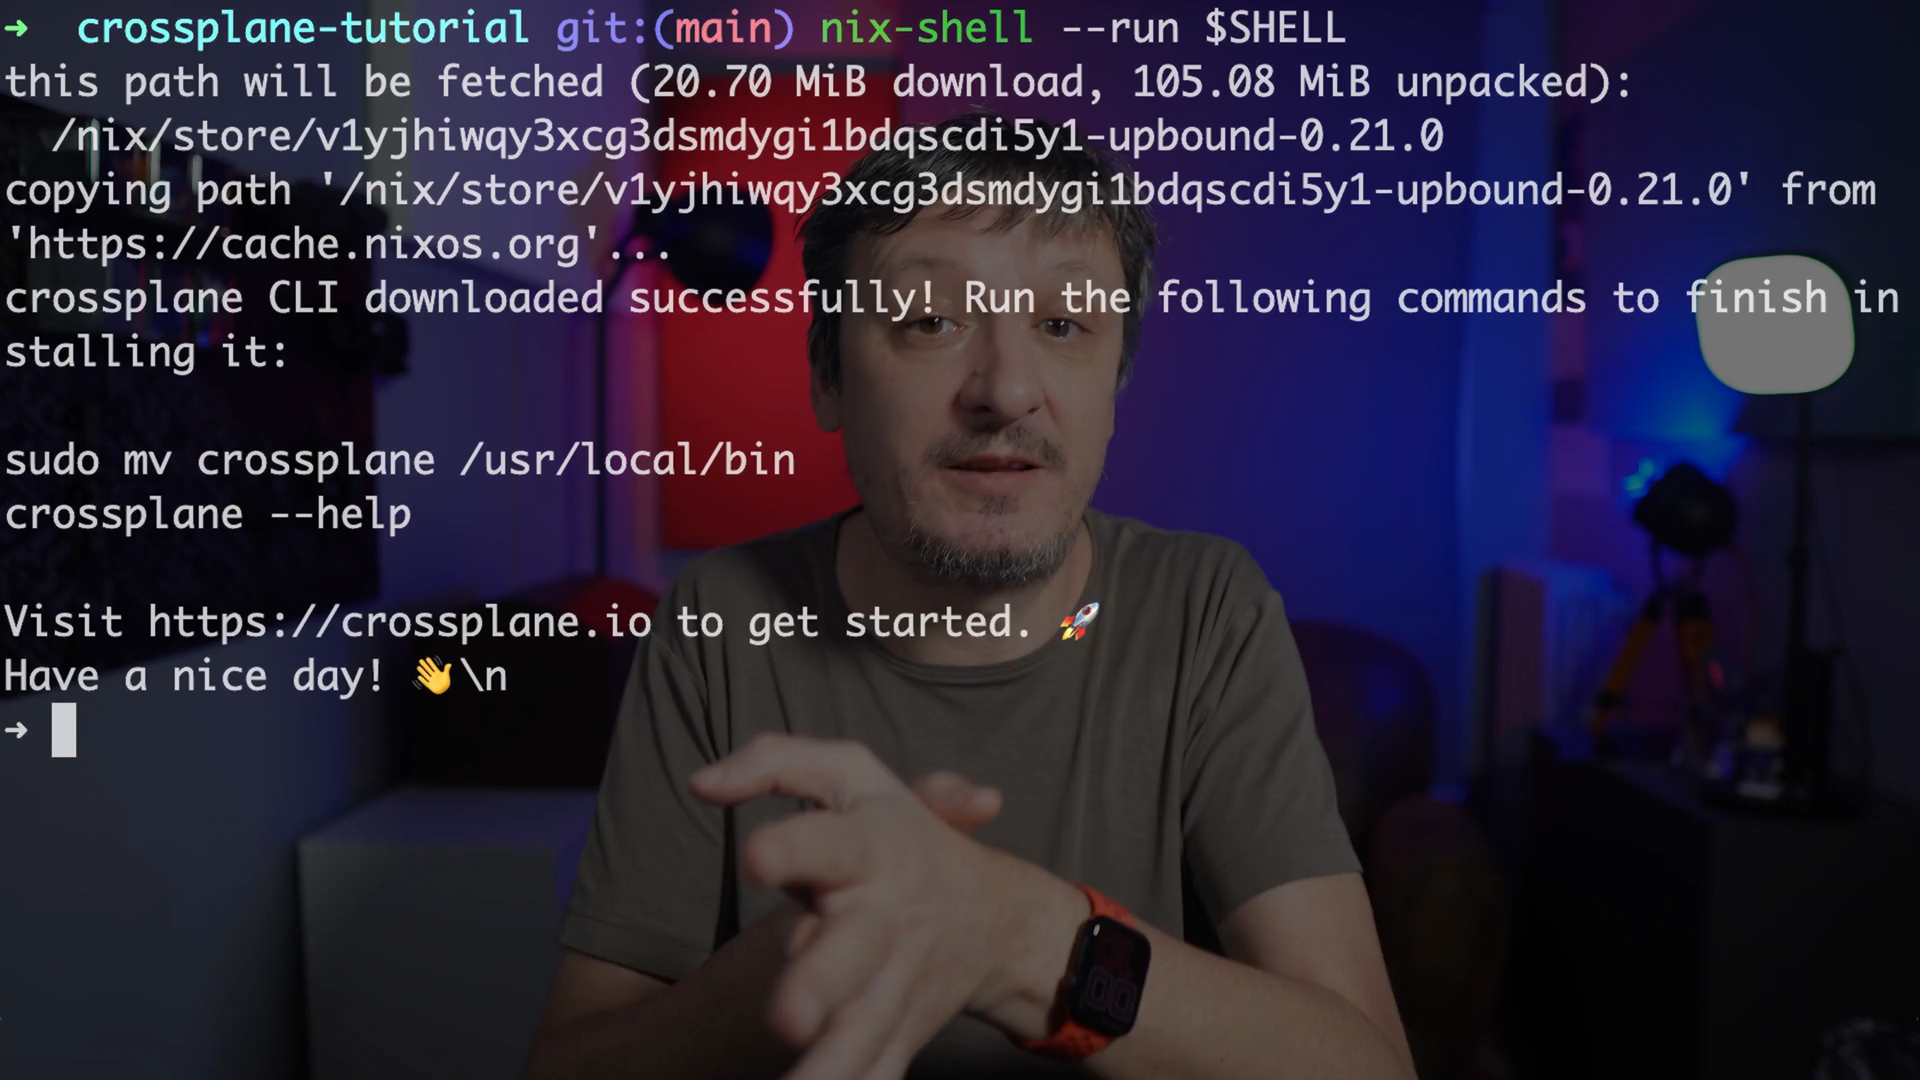 ➜ crossplane-tutorial git:(main) nix-shell --run $SHELL
this path will be fetched (20.70 MiB download, 105.08 MiB unpacked):
/nix/store/v1yjhiwqy3xcg3dsmdygi1bdqscdi5y1-upbound-0.21.0
copying path '/nix/store/v1yjhiwqy3xcg3dsmdygi1bdqscdi5y1-upbound-0.21.0' from
'https://cache.nixos.org'...
crossplane CLI downloaded successfully! Run the following commands to finish in
stalling it:
sudo mv crossplane /usr/local/bin
crossplane --help
Visit https://crossplane.io to get started. 🚀
Have a nice day! 👋\n
➜